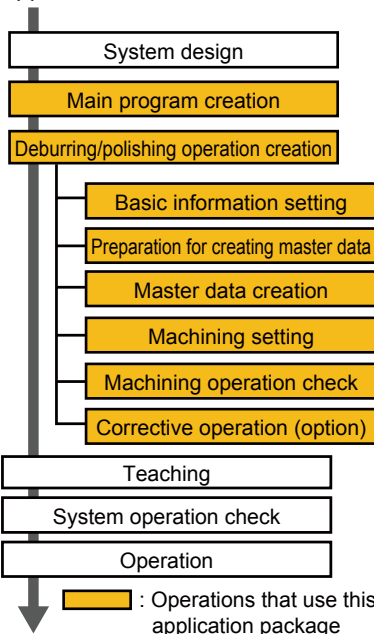 System design
Main program creation
Deburring/polishing operation creation
Basic information setting
Preparation for creating master data
Master data creation
Machining setting
Machining operation check
Corrective operation (option)
Teaching
System operation check
Operation
: Operations that use this
application package